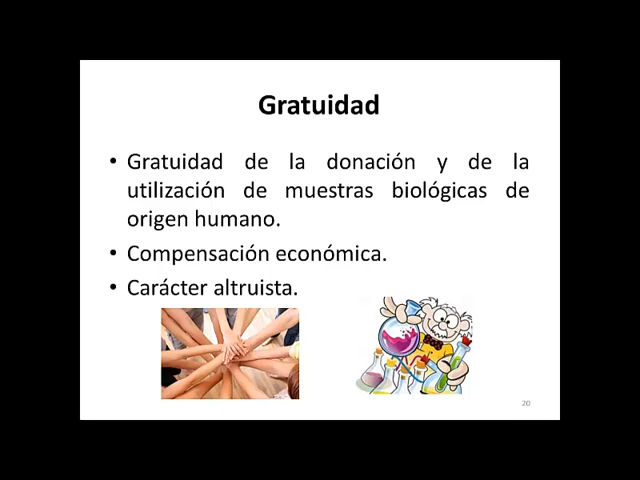 Gratuidad
• Gratuidad de la donación y de la
utilización de muestras biológicas de
origen humano.
• Compensación económica.
• Carácter altruista.
20